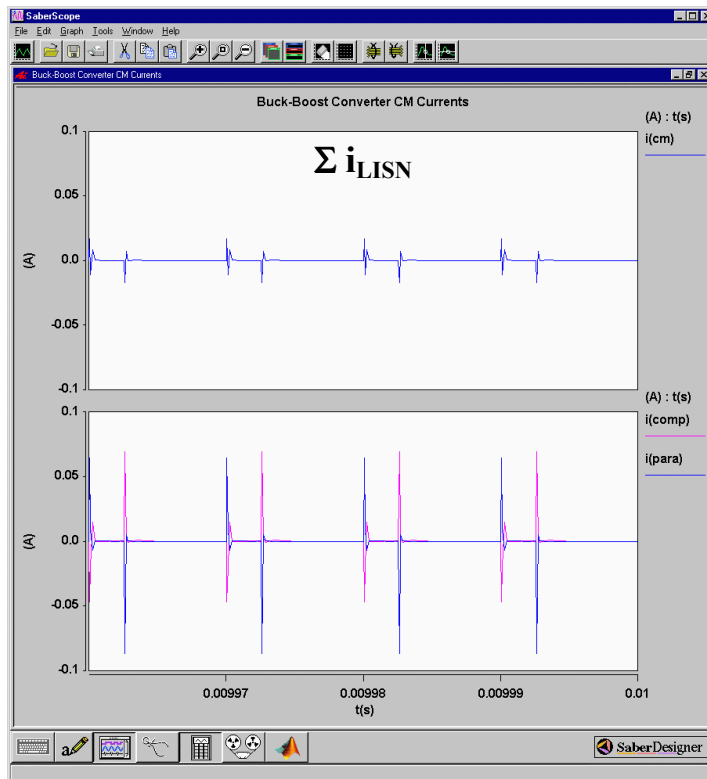 SaberScope
File Edit Graph Tools Window Help
Buck-Boost Converter CM Currents
Buck-Boost Converter CM Currents
(A) : t(s)
i(cm)
0.1
Σ iLISN
0.05
(A)
0.0
-0.05
-0.1
(A) : t(s)
i(comp)
i(para)
0.1
0.05
(A)
0.0
-0.05
-0.1
0.00997 0.00998 0.00999 0.01
t(s)
a
SaberDesigner